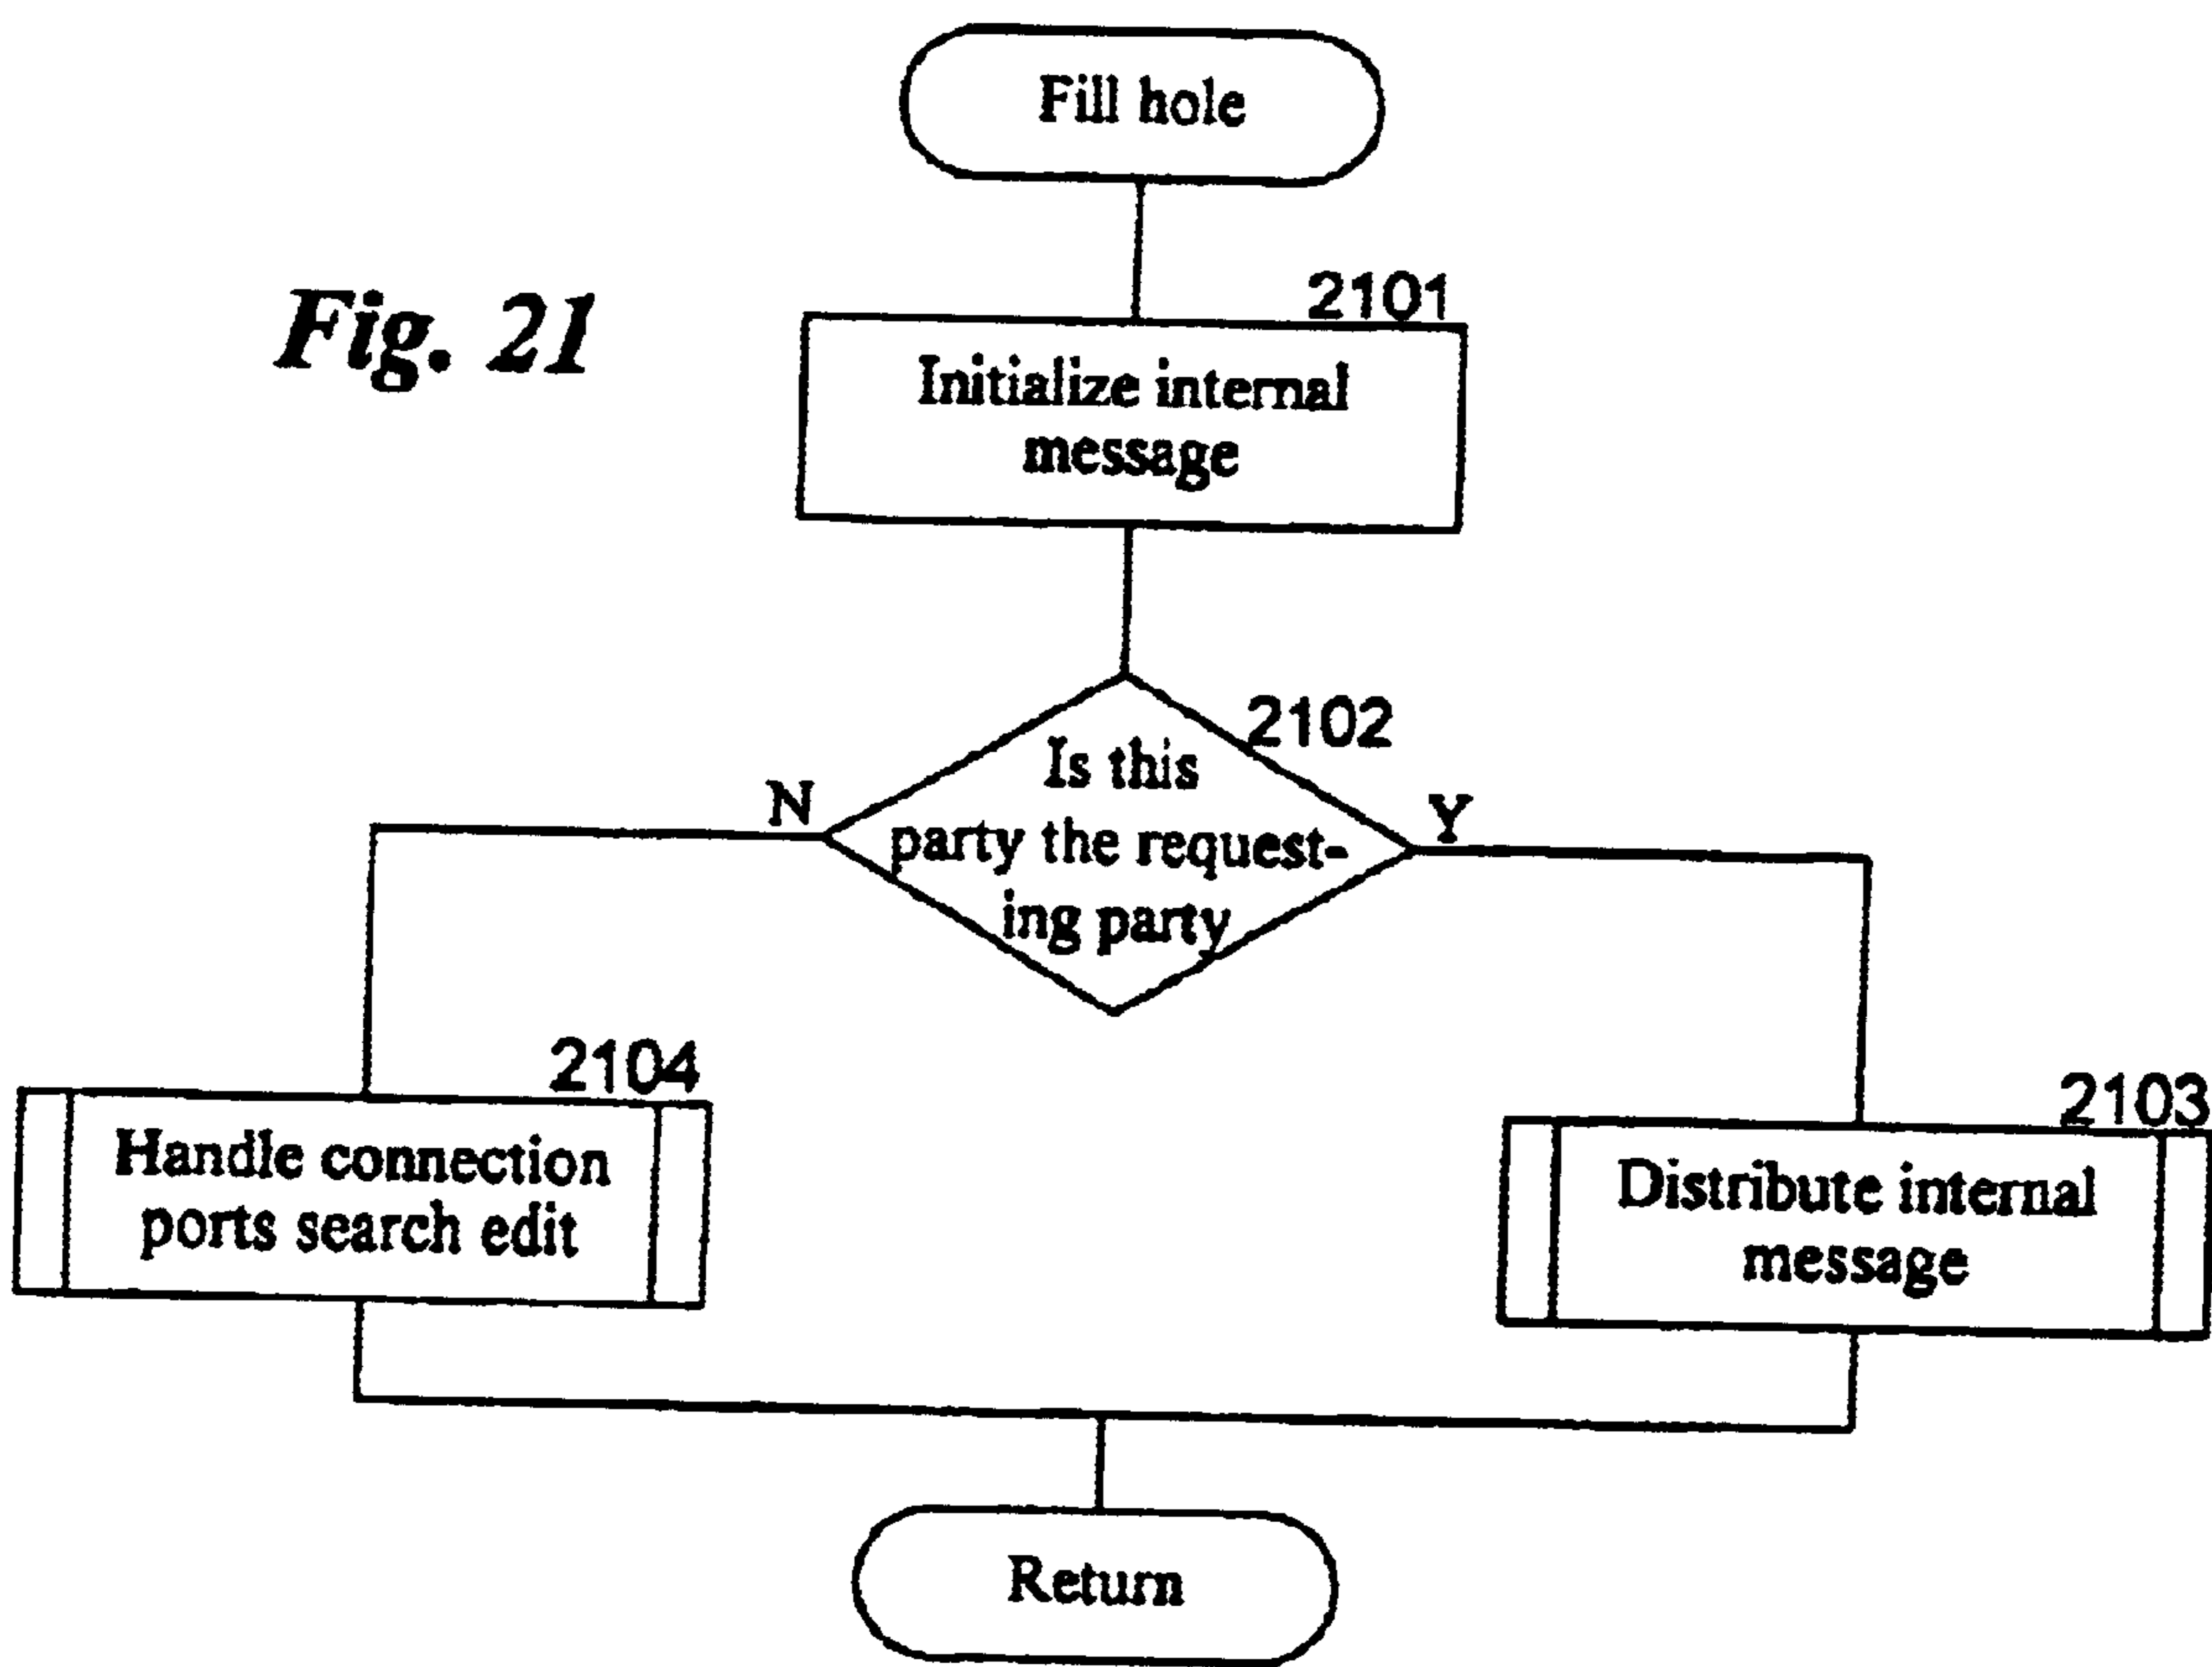 Fill hole
Fig. 21
2101
Initialize internal
message
2102
Is this
party the request-
ing party
N
Y
2104
Handle connection
ports search edit
2103
Distribute internal
message
Return